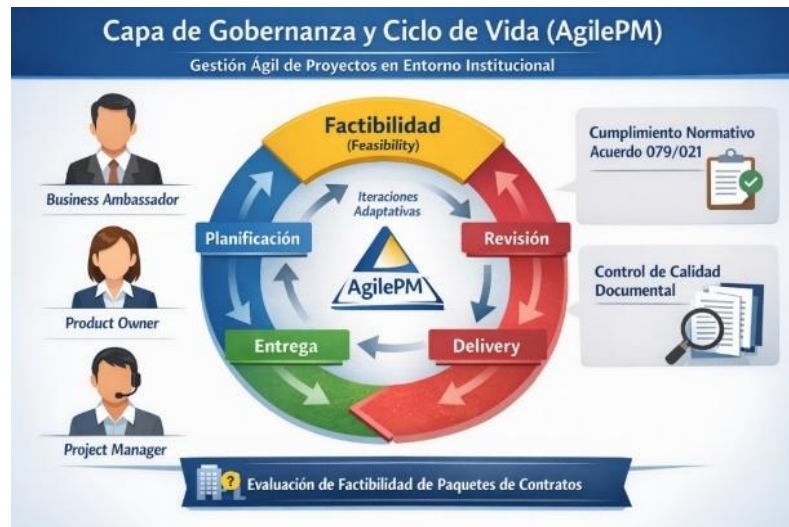 Capa de Gobernanza y Ciclo de Vida (AgilePM)
Gestión Ágil de Proyectos en Entorno Institucional
Business Ambassador
Product Owner
Project Manager
Factibilidad
(Feasibility)
Iteraciones
Adaptativas
Planificación
Revisión
AgilePM
Entrega
Delivery
Cumplimiento Normativo
Acuerdo 079/021
Control de Calidad
Documental
?
Evaluación de Factibilidad de Paquetes de Contratos